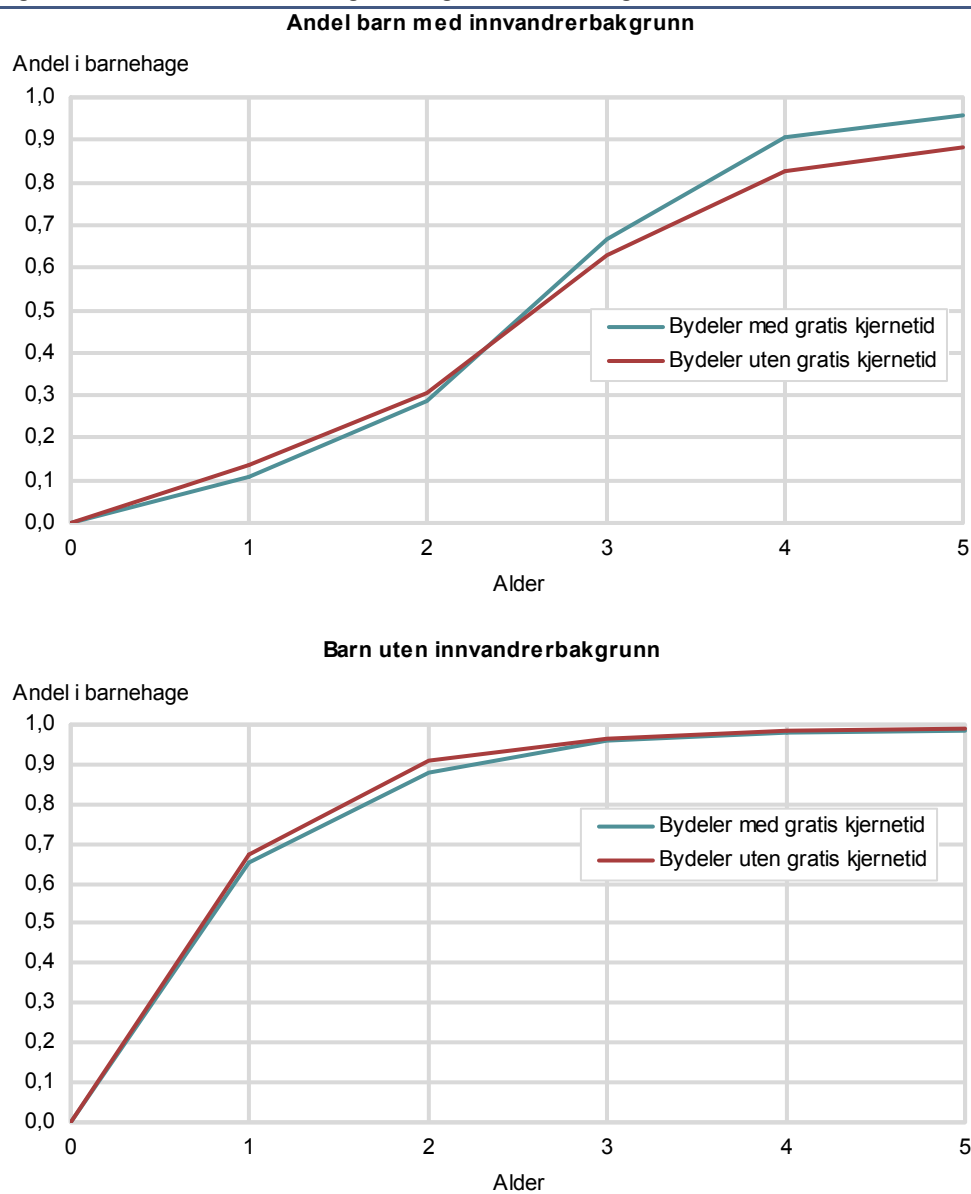 Andel barn med innvandrerbakgrunn
Andel i barnehage
1,0
0,9
0,8
0,7
0,6
0,5
0,4
0,3
0,2
0,1
0,0
Bydeler med gratis kjernetid
Bydeler uten gratis kjernetid
0 1 2 3 4 5
Alder
Barn uten innvandrerbakgrunn
Andel i barnehage
1,0
0,9
0,8
0,7
0,6
0,5
0,4
0,3
0,2
0,1
0,0
Bydeler med gratis kjernetid
Bydeler uten gratis kjernetid
0 1 2 3 4 5
Alder